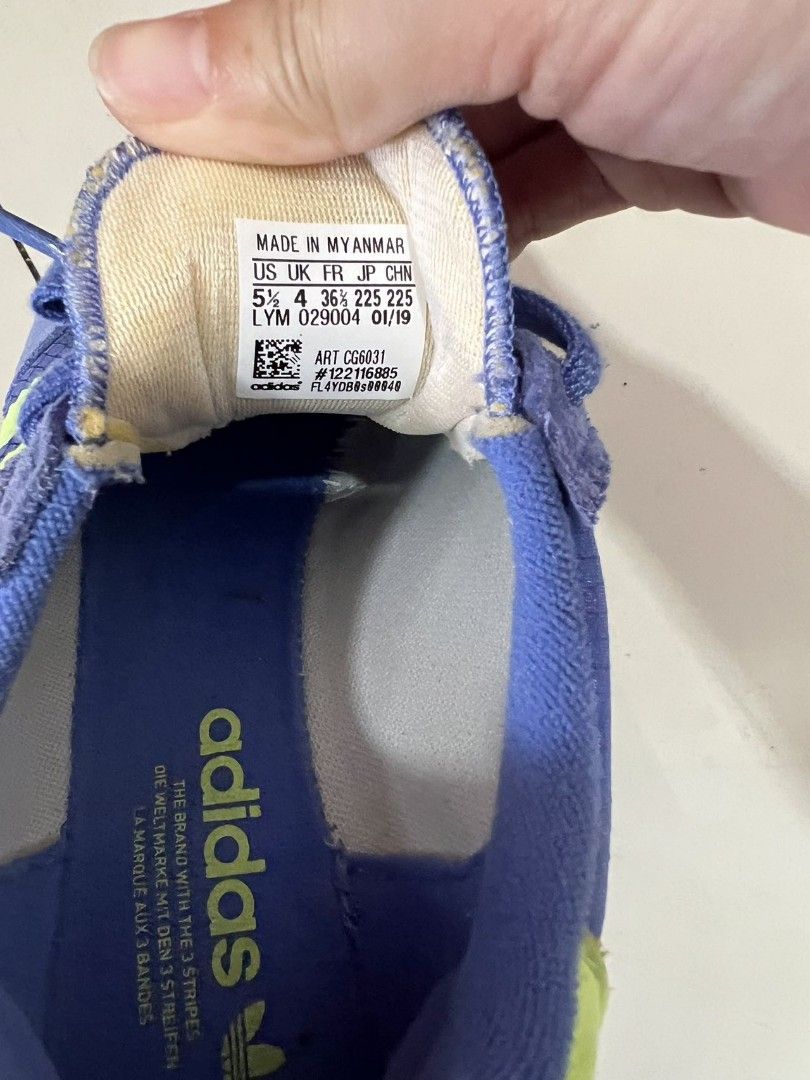 MADE IN MYANMAR
US UK FR JP CHN
5½ 4 36⅔ 225 225
LYM 029004 01/19
ART CG6031
#122116885
adidas
FL4YDB0s00040
adidas
THE BRAND WITH THE 3 STRIPES
DIE WELTMARKE MIT DEN 3 STREIFEN
LA MARQUE AUX 3 BANDES